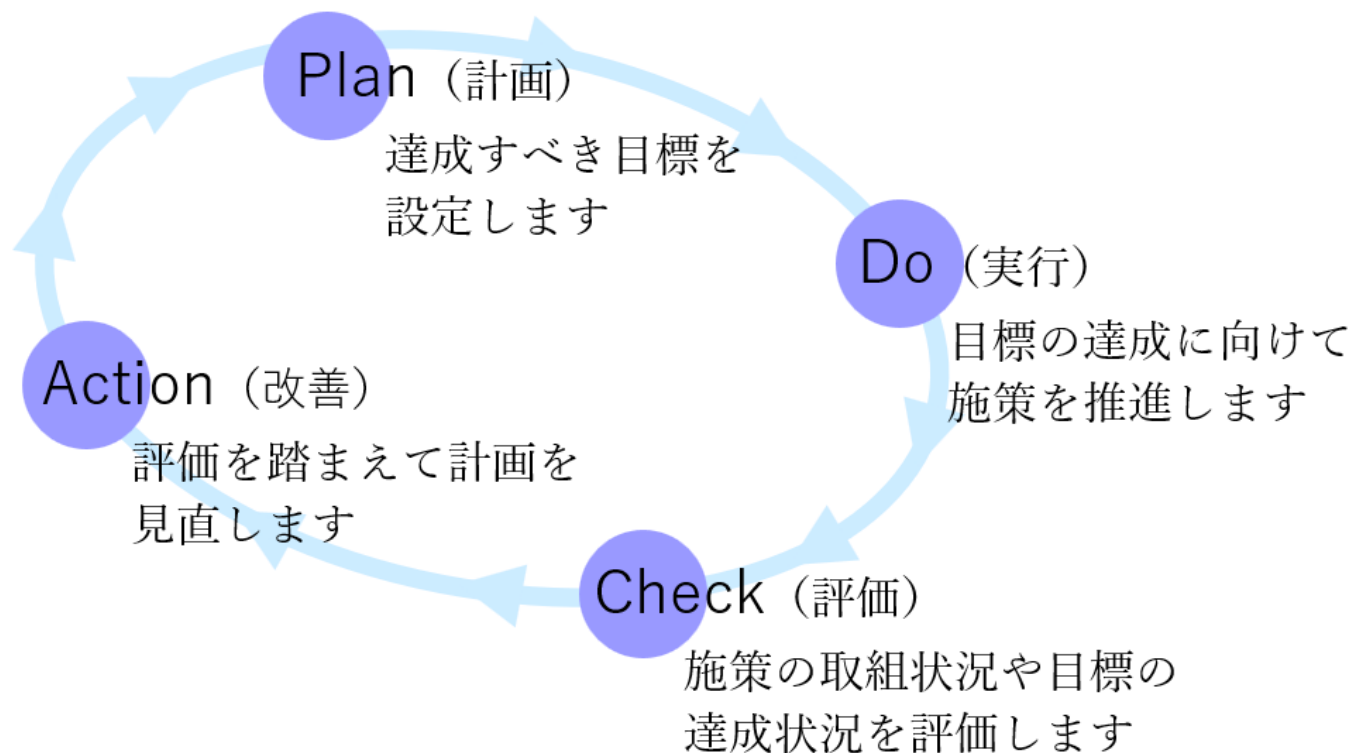 Plan（計画）
達成すべき目標を
設定します
Do（実行）
目標の達成に向けて
施策を推進します
Check（評価）
施策の取組状況や目標の
達成状況を評価します
Action（改善）
評価を踏まえて計画を
見直します